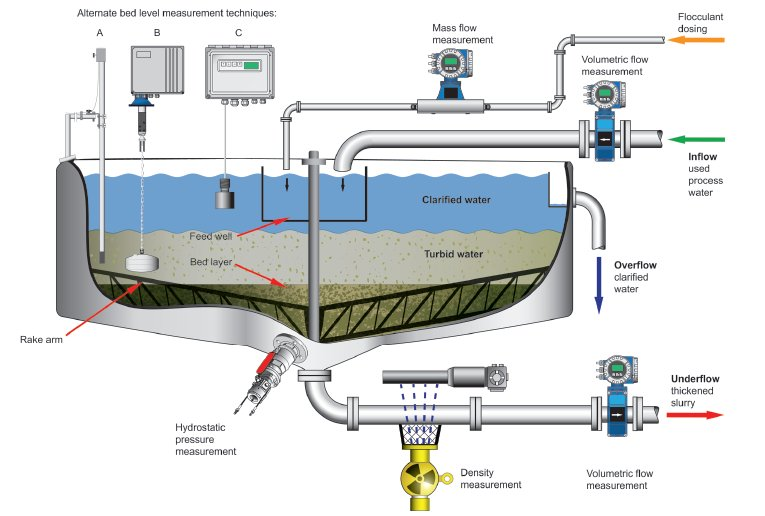 Alternate bed level measurement techniques:
A
B
C
Mass flow
measurement
Flocculant
dosing
Volumetric flow
measurement
Inflow
used
process
water
Clarified water
Feed well
Turbid water
Bed layer
Overflow
clarified
water
Rake arm
Hydrostatic
pressure
measurement
Underflow
thickened
slurry
Density
measurement
Volumetric flow
measurement